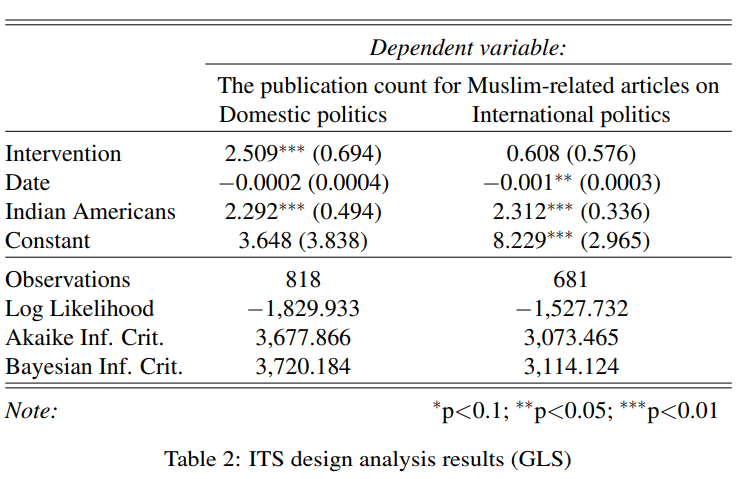 Dependent variable:
The publication count for Muslim-related articles on
Domestic politics International politics
Intervention 2.509*** (0.694) 0.608 (0.576)
Date −0.0002 (0.0004) −0.001** (0.0003)
Indian Americans 2.292*** (0.494) 2.312*** (0.336)
Constant 3.648 (3.838) 8.229*** (2.965)
Observations 818 681
Log Likelihood −1,829.933 −1,527.732
Akaike Inf. Crit. 3,677.866 3,073.465
Bayesian Inf. Crit. 3,720.184 3,114.124
Note: *p<0.1; **p<0.05; ***p<0.01
Table 2: ITS design analysis results (GLS)